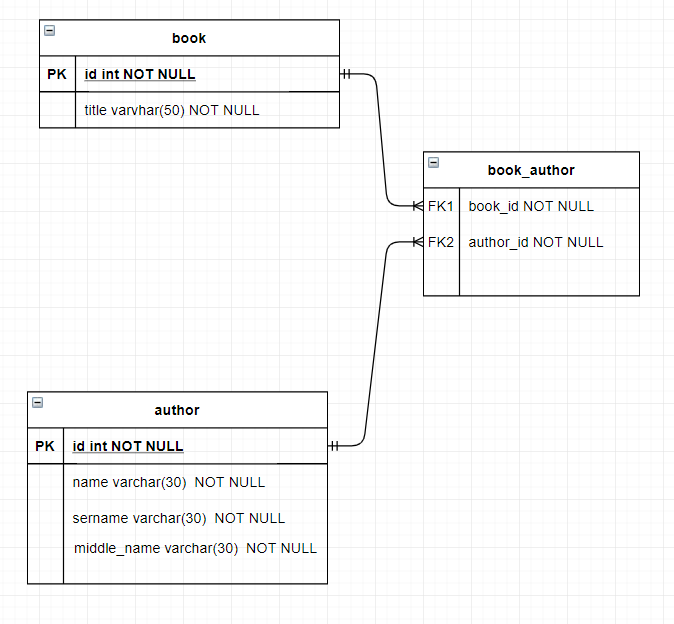 book
PK id int NOT NULL
title varvhar(50) NOT NULL
book_author
FK1 book_id NOT NULL
FK2 author_id NOT NULL
author
PK id int NOT NULL
name varchar(30) NOT NULL
sername varchar(30) NOT NULL
middle_name varchar(30) NOT NULL